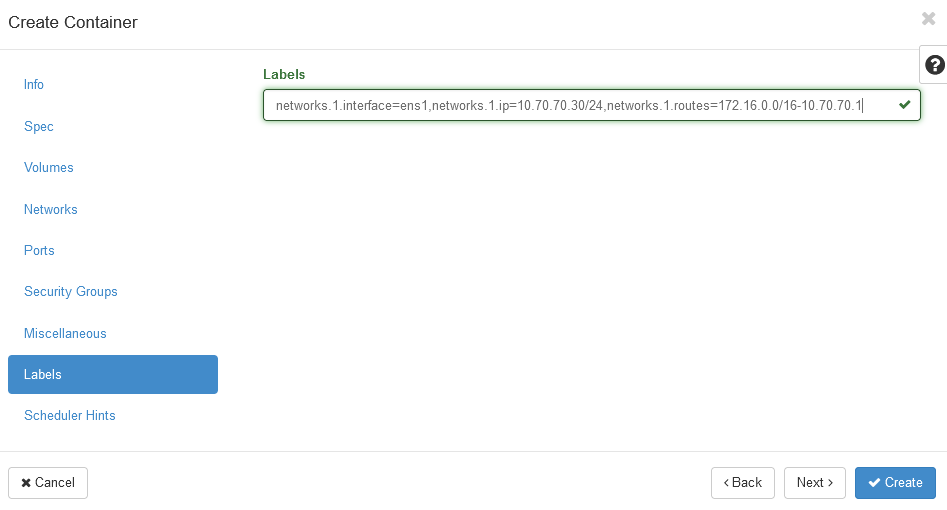 Create Container
Info
Spec
Volumes
Networks
Ports
Security Groups
Miscellaneous
Labels
Scheduler Hints
Labels
networks.1.interface=ens1,networks.1.ip=10.70.70.30/24,networks.1.routes=172.16.0.0/16-10.70.70.1
Cancel
Back
Next
Create